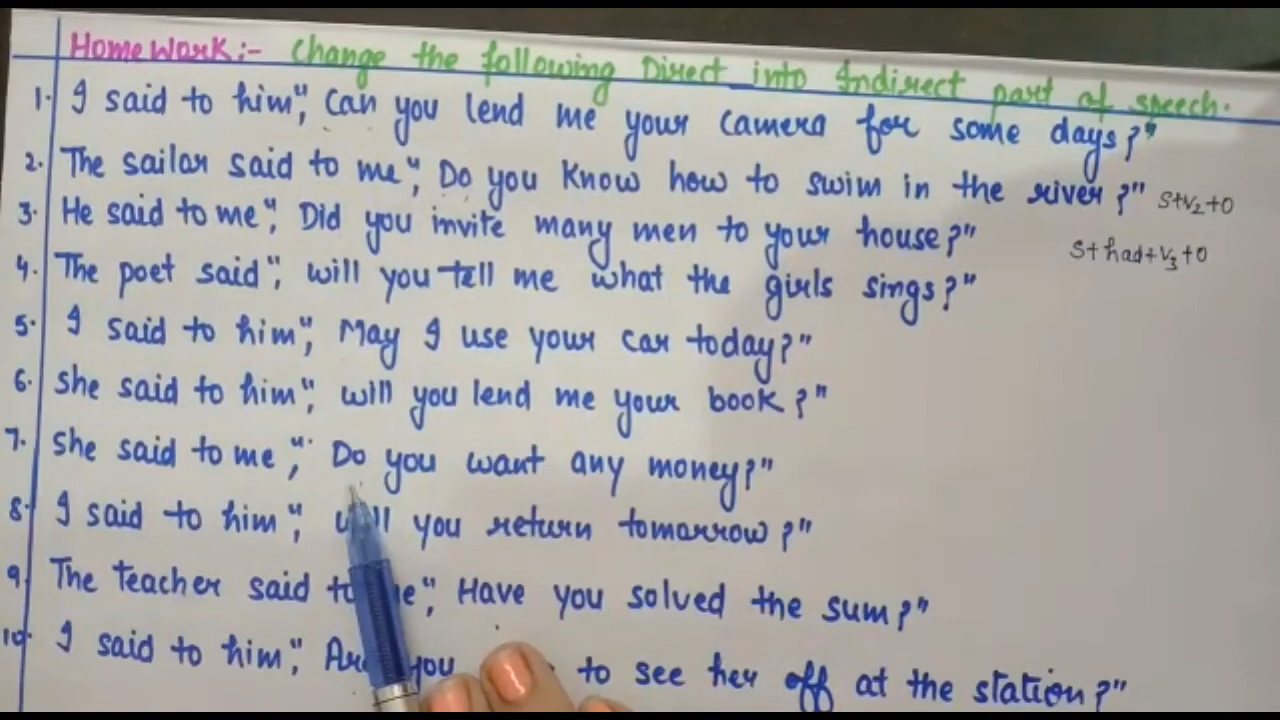 HomeWork:- Change the following Direct into Indirect part of speech.
1. I said to him", Can you lend me your camera for some days?"
2. The sailar said to me", Do you know how to swim in the river?" S+V2+O
3. He said to me", Did you invite many men to your house?"
S+had+V3+O
4. The poet said", will you tell me what the girls sings?"
5. I said to him", May I use your car today?"
6. she said to him", will you lend me your book?"
7. she said to me," Do you want any money?"
8. I said to him", will you return tomorrow?"
9. The teacher said to me", Have you solved the sum?"
10. I said to him", Are you to see her off at the station?"